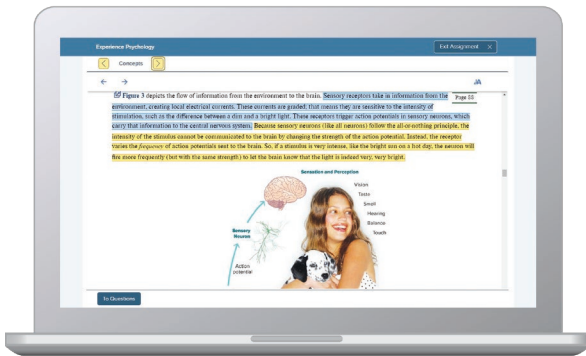 Experience Psychology
Exit Assignment X
< Concepts >
← →
AA
Figure 3 depicts the flow of information from the environment to the brain. Sensory receptors take in information from the
Page 88
environment, creating local electrical currents. These currents are graded; that means they are sensitive to the intensity of
stimulation, such as the difference between a dim and a bright light. These receptors trigger action potentials in sensory neurons, which
carry that information to the central nervous system. Because sensory neurons (like all neurons) follow the all-or-nothing principle, the
intensity of the stimulus cannot be communicated to the brain by changing the strength of the action potential. Instead, the receptor
varies the frequency of action potentials sent to the brain. So, if a stimulus is very intense, like the bright sun on a hot day, the neuron will
fire more frequently (but with the same strength) to let the brain know that the light is indeed very, very bright.
Sensation and Perception
Vision
Taste
Smell
Hearing
Balance
Touch
Sensory
Neuron
Action
potential
To Questions